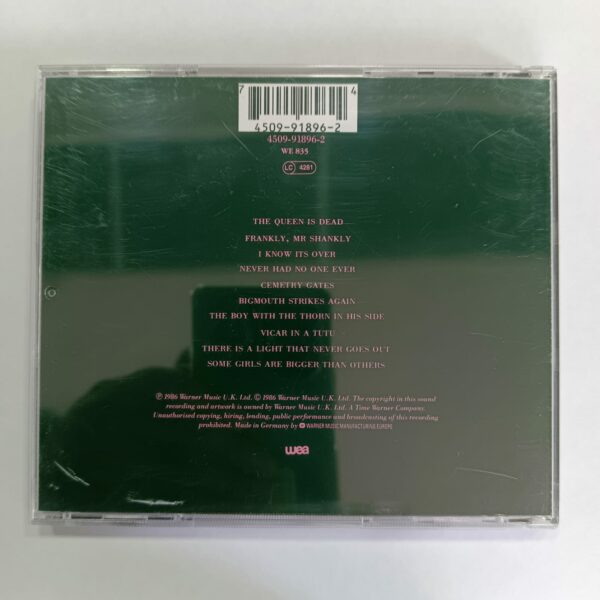 7 4
4509-91896-2
4509-91896-2
WE 835
LC 4281
THE QUEEN IS DEAD
FRANKLY, MR SHANKLY
I KNOW ITS OVER
NEVER HAD NO ONE EVER
CEMETRY GATES
BIGMOUTH STRIKES AGAIN
THE BOY WITH THE THORN IN HIS SIDE
VICAR IN A TUTU
THERE IS A LIGHT THAT NEVER GOES OUT
SOME GIRLS ARE BIGGER THAN OTHERS
℗ 1986 Warner Music U.K. Ltd. © 1986 Warner Music U.K. Ltd. The copyright in this sound
recording and artwork is owned by Warner Music U.K. Ltd. A Time Warner Company.
Unauthorised copying, hiring, lending, public performance and broadcasting of this recording
prohibited. Made in Germany by WARNER MUSIC MANUFACTURING EUROPE
wea